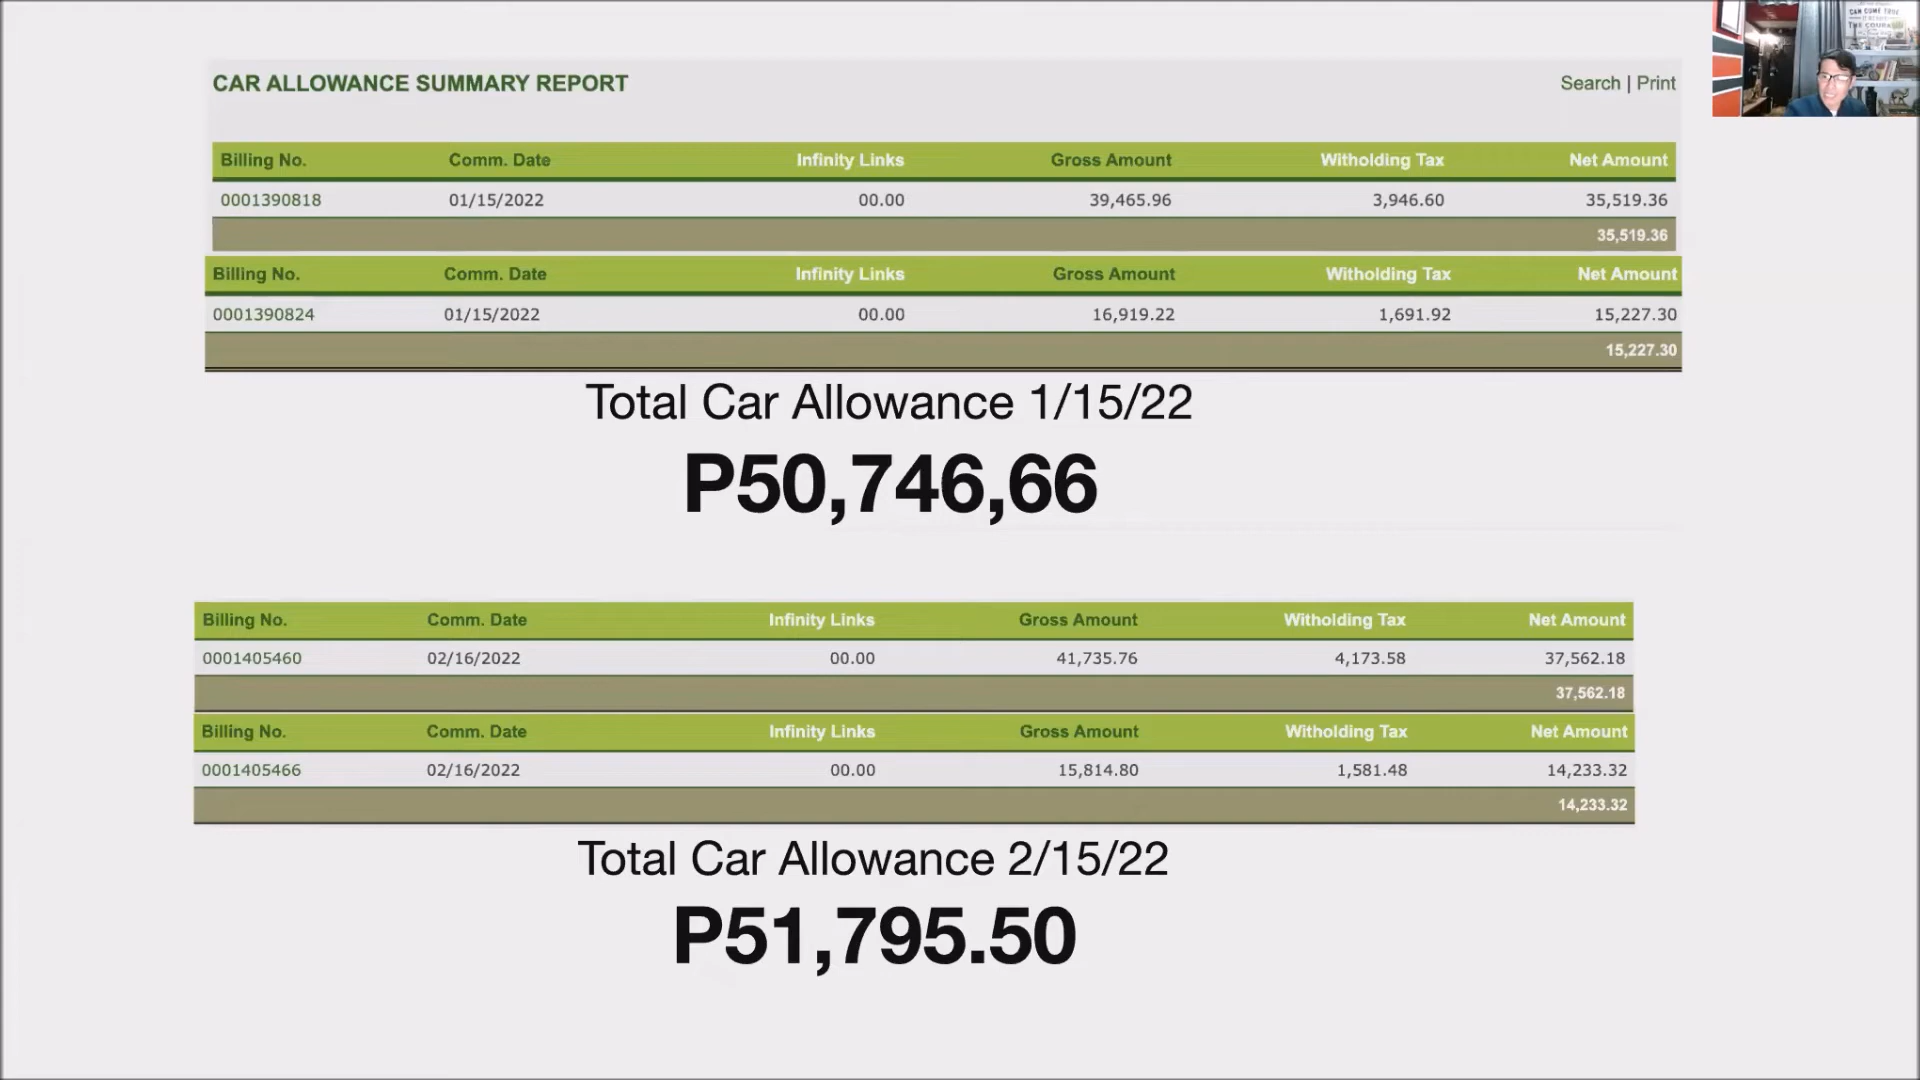 CAN COME TRUE
THE COURAGE
CAR ALLOWANCE SUMMARY REPORT
Search | Print
Billing No. Comm. Date Infinity Links Gross Amount Witholding Tax Net Amount
0001390818 01/15/2022 00.00 39,465.96 3,946.60 35,519.36
35,519.36
Billing No. Comm. Date Infinity Links Gross Amount Witholding Tax Net Amount
0001390824 01/15/2022 00.00 16,919.22 1,691.92 15,227.30
15,227.30
Total Car Allowance 1/15/22
P50,746,66
Billing No. Comm. Date Infinity Links Gross Amount Witholding Tax Net Amount
0001405460 02/16/2022 00.00 41,735.76 4,173.58 37,562.18
37,562.18
Billing No. Comm. Date Infinity Links Gross Amount Witholding Tax Net Amount
0001405466 02/16/2022 00.00 15,814.80 1,581.48 14,233.32
14,233.32
Total Car Allowance 2/15/22
P51,795.50